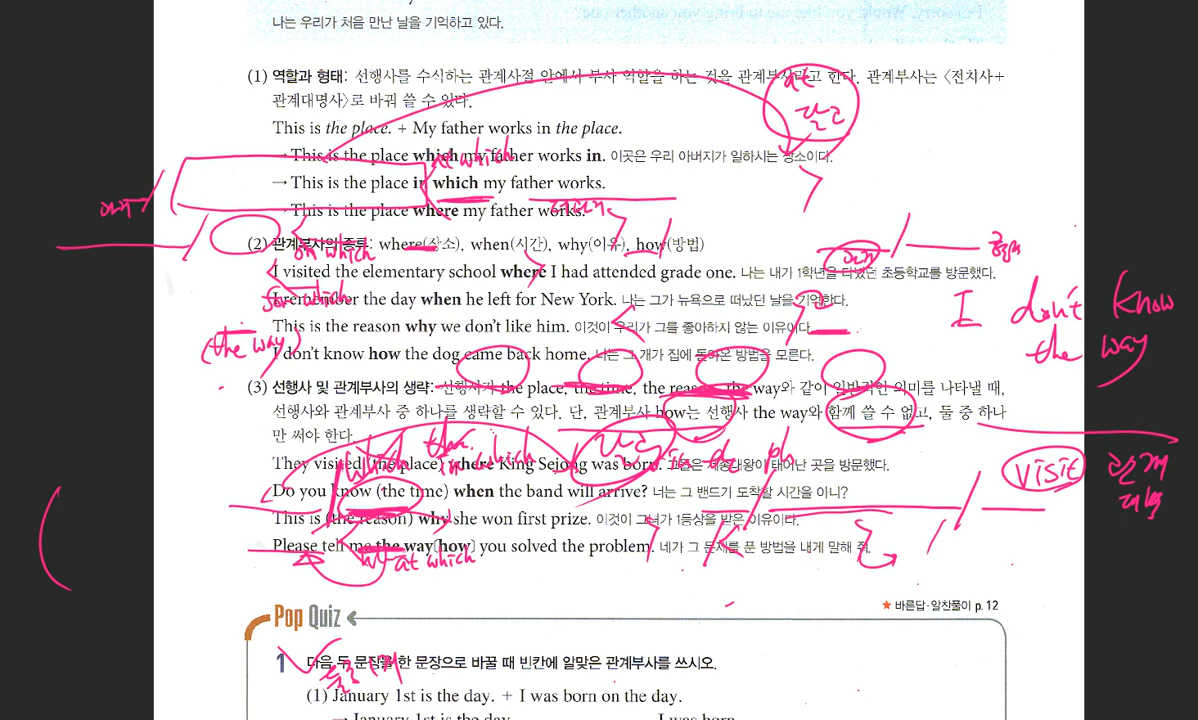 나는 우리가 처음 만난 날을 기억하고 있다.
(1) 역할과 형태: 선행사를 수식하는 관계사절 안에서 부사 역할을 하는 것을 관계부사라고 한다. 관계부사는 〈전치사+
관계대명사〉로 바꿔 쓸 수 있다.
at
This is the place. + My father works in the place.
at which
→ This is the place which my father works in. 이곳은 우리 아버지가 일하시는 장소이다.
→ This is the place in which my father works.
→ This is the place where my father works.
(2) 관계부사의 종류: where(장소), when(시간), why(이유), how(방법)
on which
I visited the elementary school where I had attended grade one. 나는 내가 1학년을 다녔던 초등학교를 방문했다.
for which
I remember the day when he left for New York. 나는 그가 뉴욕으로 떠났던 날을 기억한다.
I don't know
the way
This is the reason why we don't like him. 이것이 우리가 그를 좋아하지 않는 이유이다.
(the way)
I don't know how the dog came back home. 나는 그 개가 집에 돌아온 방법을 모른다.
(3) 선행사 및 관계부사의 생략: 선행사가 the place, the time, the reason, the way와 같이 일반적인 의미를 나타낼 때,
선행사와 관계부사 중 하나를 생략할 수 있다. 단, 관계부사 how는 선행사 the way와 함께 쓸 수 없고, 둘 중 하나
만 써야 한다.
in which
visit
관계
They visited (the place) where King Sejong was born. 그들은 세종대왕이 태어난 곳을 방문했다.
Do you know (the time) when the band will arrive? 너는 그 밴드가 도착할 시간을 아니?
This is (the reason) why she won first prize. 이것이 그녀가 1등상을 받은 이유이다.
Please tell me the way[how] you solved the problem. 네가 그 문제를 푼 방법을 내게 말해 줘.
at which
★ 바른답·알찬풀이 p. 12
Pop Quiz
1 다음 두 문장을 한 문장으로 바꿀 때 빈칸에 알맞은 관계부사를 쓰시오.
(1) January 1st is the day. + I was born on the day.
→ January 1st is the day I was born.